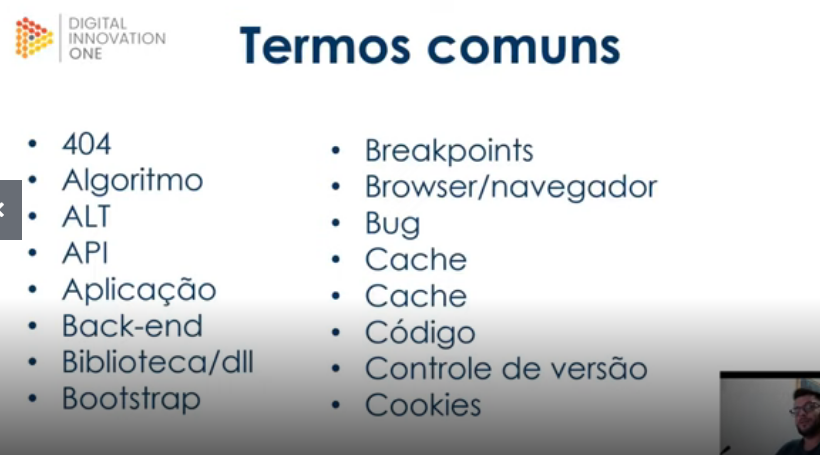 DIGITAL
INNOVATION
ONE
Termos comuns
• 404
• Algoritmo
• ALT
• API
• Aplicação
• Back-end
• Biblioteca/dll
• Bootstrap
• Breakpoints
• Browser/navegador
• Bug
• Cache
• Cache
• Código
• Controle de versão
• Cookies